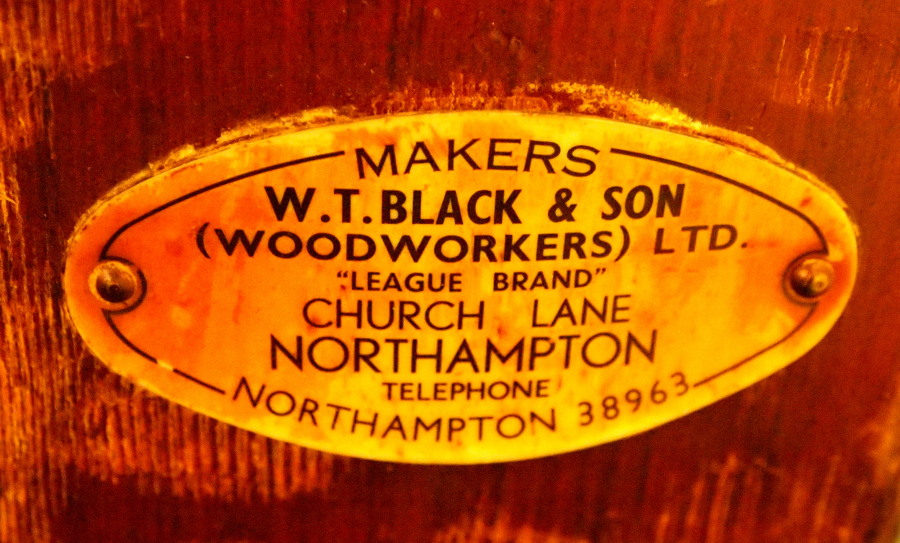 MAKERS
W.T. BLACK & SON
(WOODWORKERS) LTD.
"LEAGUE BRAND"
CHURCH LANE
NORTHAMPTON
TELEPHONE
NORTHAMPTON 38963